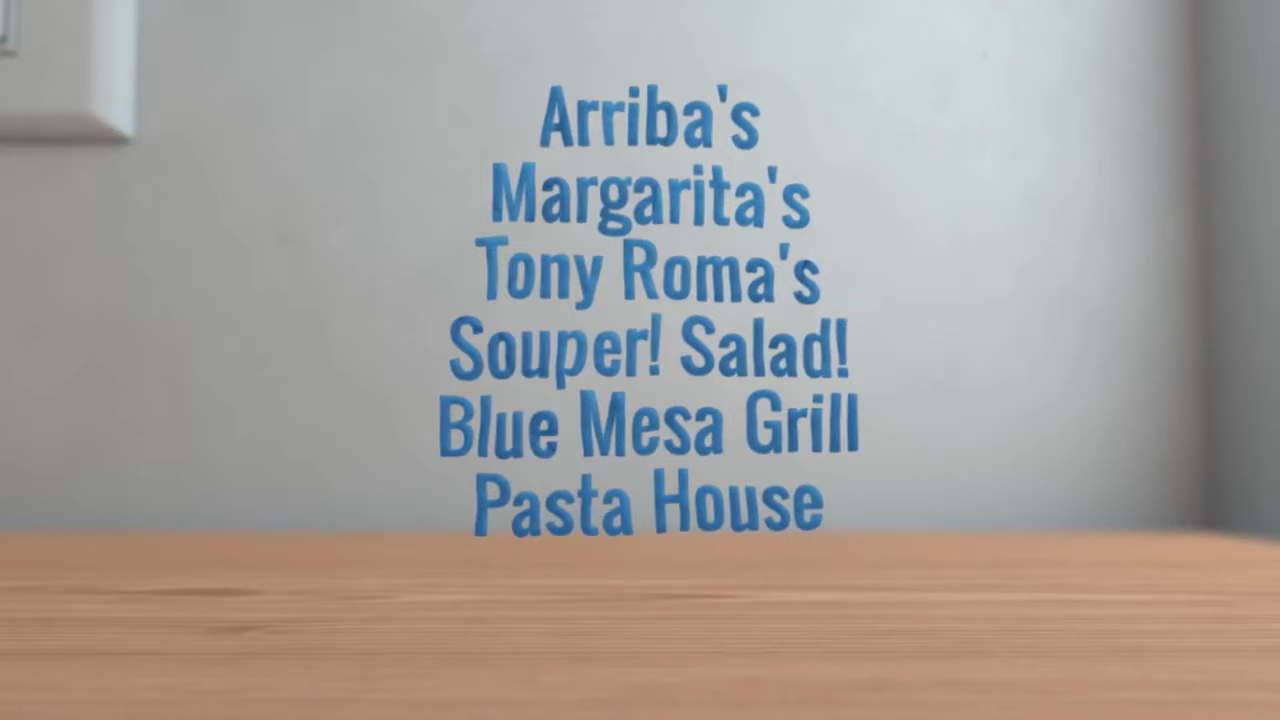 Arriba's
Margarita's
Tony Roma's
Souper! Salad!
Blue Mesa Grill
Pasta House